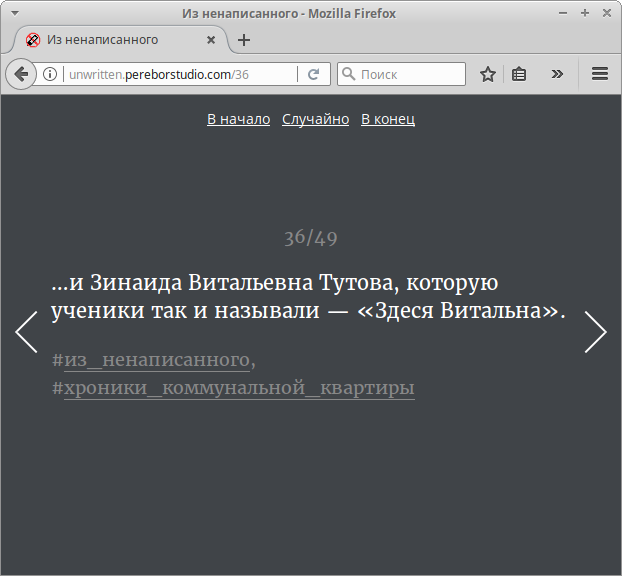 Из ненаписанного - Mozilla Firefox
Из ненаписанного
unwritten.pereborstudio.com/36
Поиск
В начало Случайно В конец
36/49
…и Зинаида Витальевна Тутова, которую
ученики так и называли — «Здеся Витальна».
#из_ненаписанного,
#хроники_коммунальной_квартиры